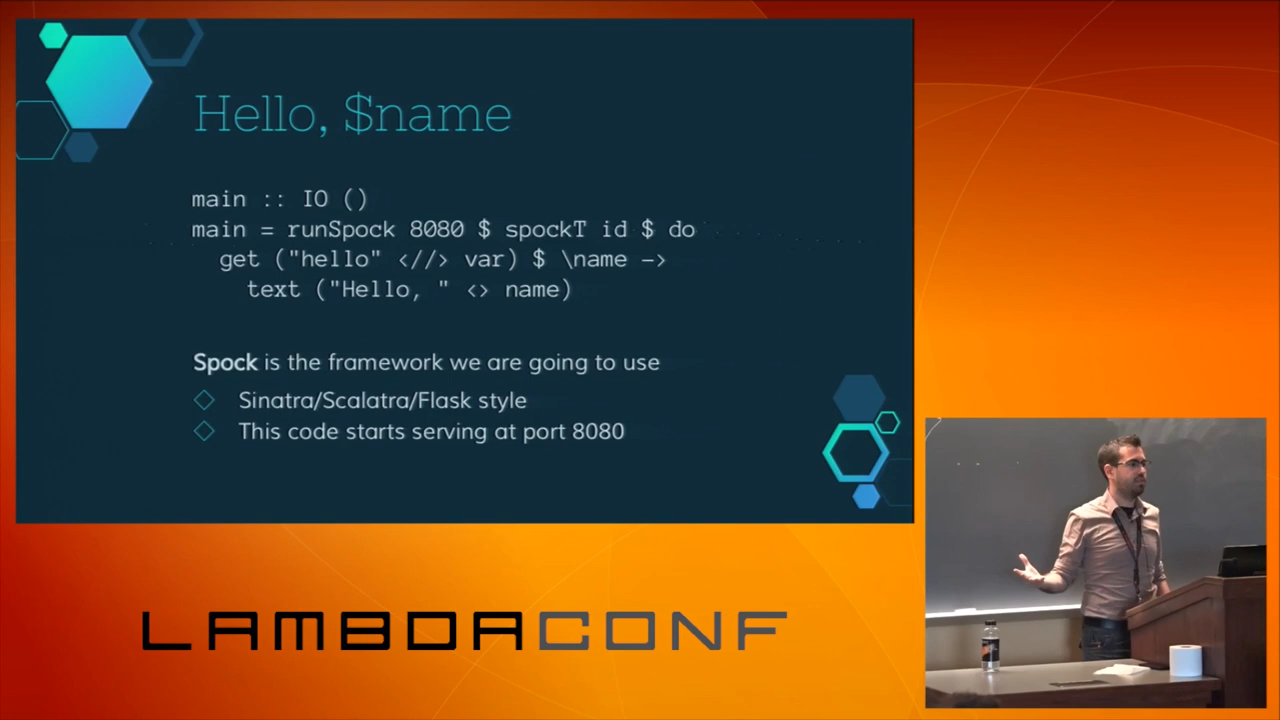 Hello, $name
main :: IO ()
main = runSpock 8080 $ spockT id $ do
  get ("hello" <//> var) $ \name ->
    text ("Hello, " <> name)
Spock is the framework we are going to use
Sinatra/Scalatra/Flask style
This code starts serving at port 8080
LAMBDACONF